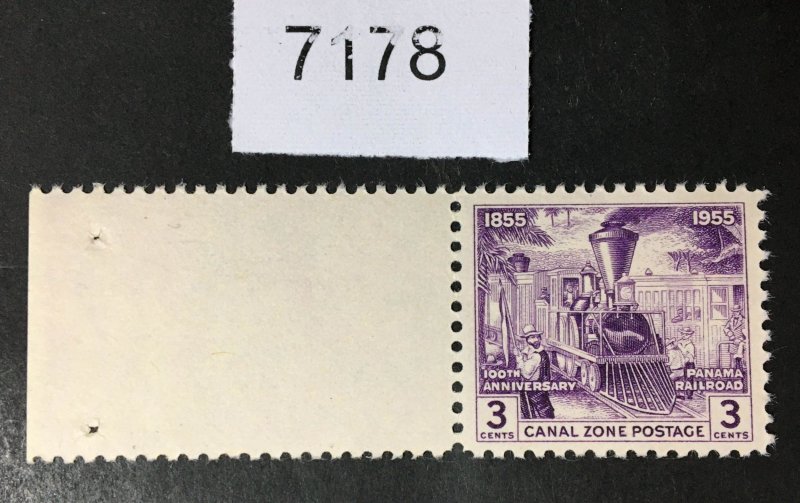 7178
1855 1955
100TH PANAMA
ANNIVERSARY RAILROAD
3 CENTS CANAL ZONE POSTAGE 3 CENTS